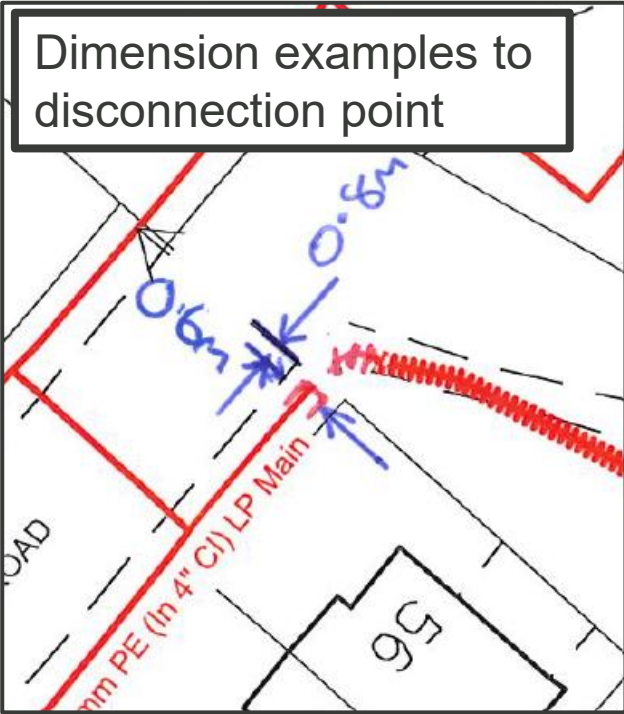 Dimension examples to
disconnection point
0.8m
0.6m
OAD
mm PE (In 4" CI) LP Main
56